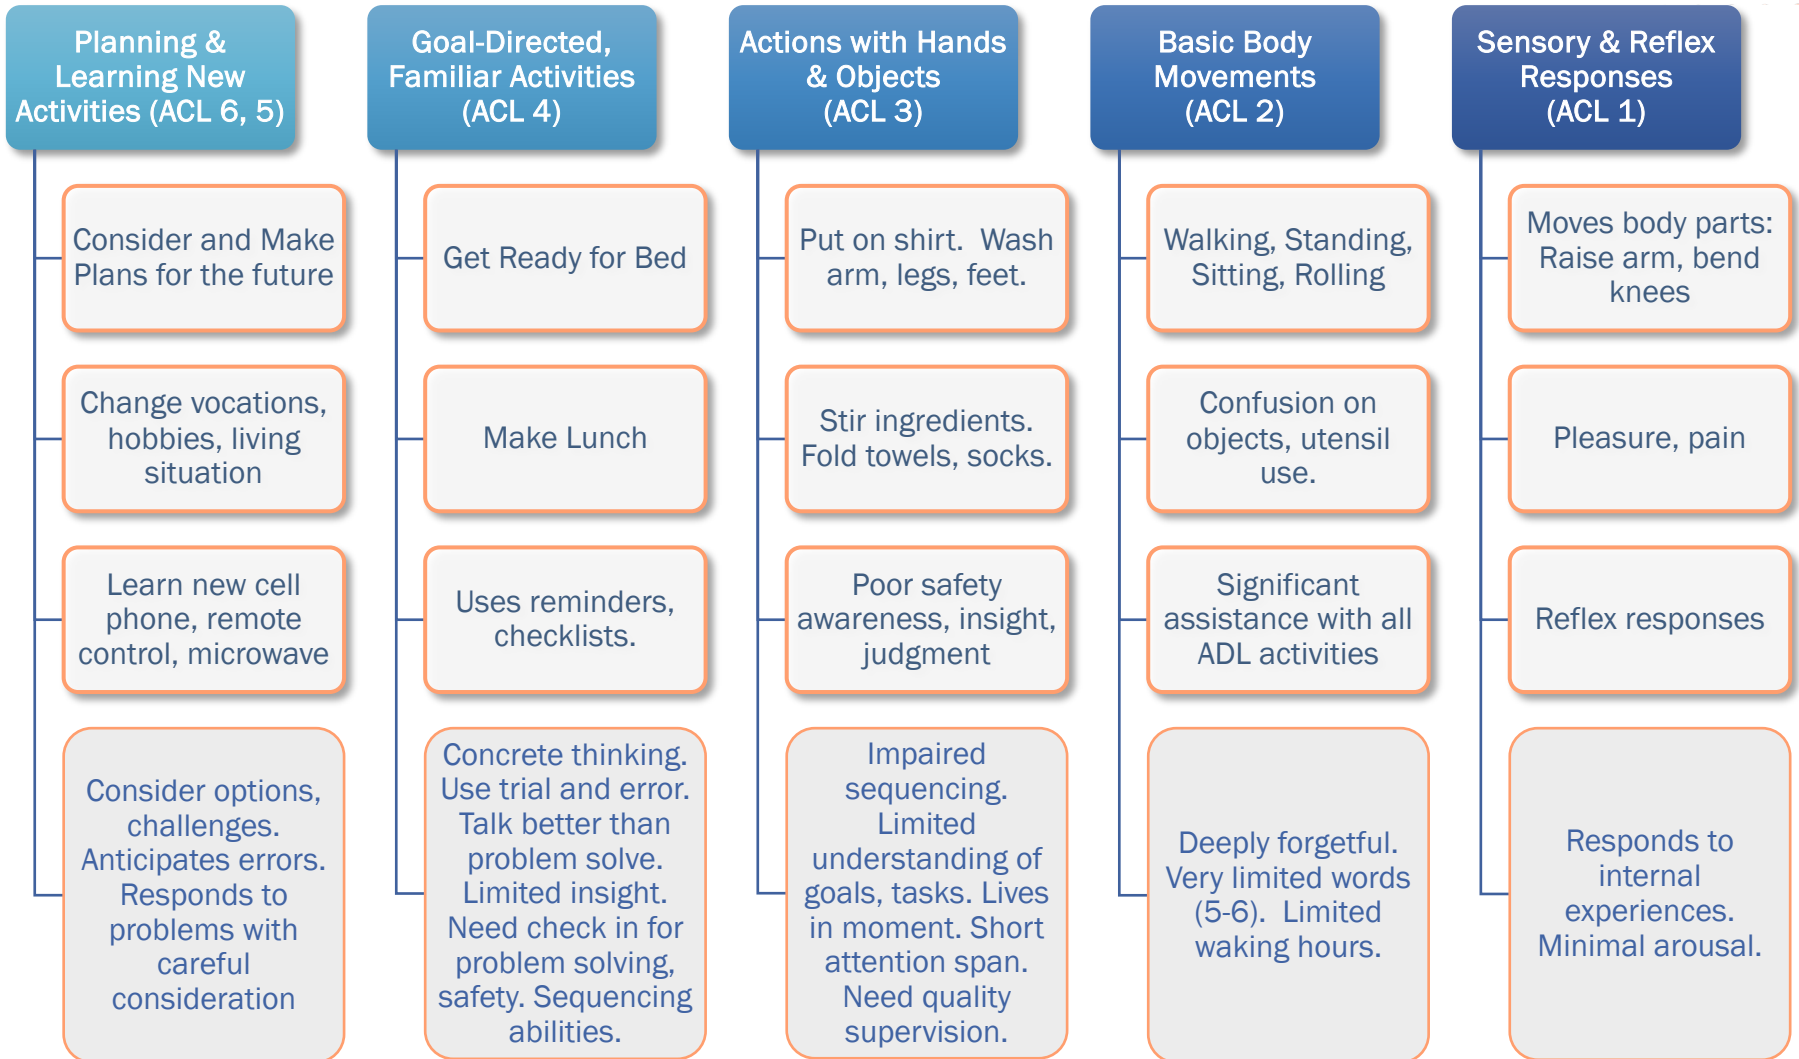 Planning &
Learning New
Activities (ACL 6, 5)
Consider and Make
Plans for the future
Change vocations,
hobbies, living
situation
Learn new cell
phone, remote
control, microwave
Consider options,
challenges.
Anticipates errors.
Responds to
problems with
careful
consideration
Goal-Directed,
Familiar Activities
(ACL 4)
Get Ready for Bed
Make Lunch
Uses reminders,
checklists.
Concrete thinking.
Use trial and error.
Talk better than
problem solve.
Limited insight.
Need check in for
problem solving,
safety. Sequencing
abilities.
Actions with Hands
& Objects
(ACL 3)
Put on shirt.  Wash
arm, legs, feet.
Stir ingredients.
Fold towels, socks.
Poor safety
awareness, insight,
judgment
Impaired
sequencing.
Limited
understanding of
goals, tasks. Lives
in moment. Short
attention span.
Need quality
supervision.
Basic Body
Movements
(ACL 2)
Walking, Standing,
Sitting, Rolling
Confusion on
objects, utensil
use.
Significant
assistance with all
ADL activities
Deeply forgetful.
Very limited words
(5-6).  Limited
waking hours.
Sensory & Reflex
Responses
(ACL 1)
Moves body parts:
Raise arm, bend
knees
Pleasure, pain
Reflex responses
Responds to
internal
experiences.
Minimal arousal.